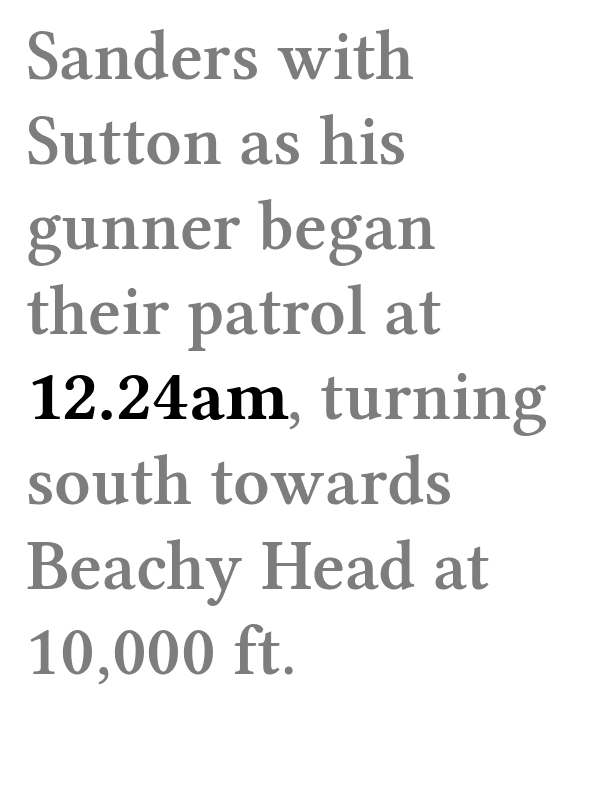 Sanders with
Sutton as his
gunner began
their patrol at
12.24am, turning
south towards
Beachy Head at
10,000 ft.